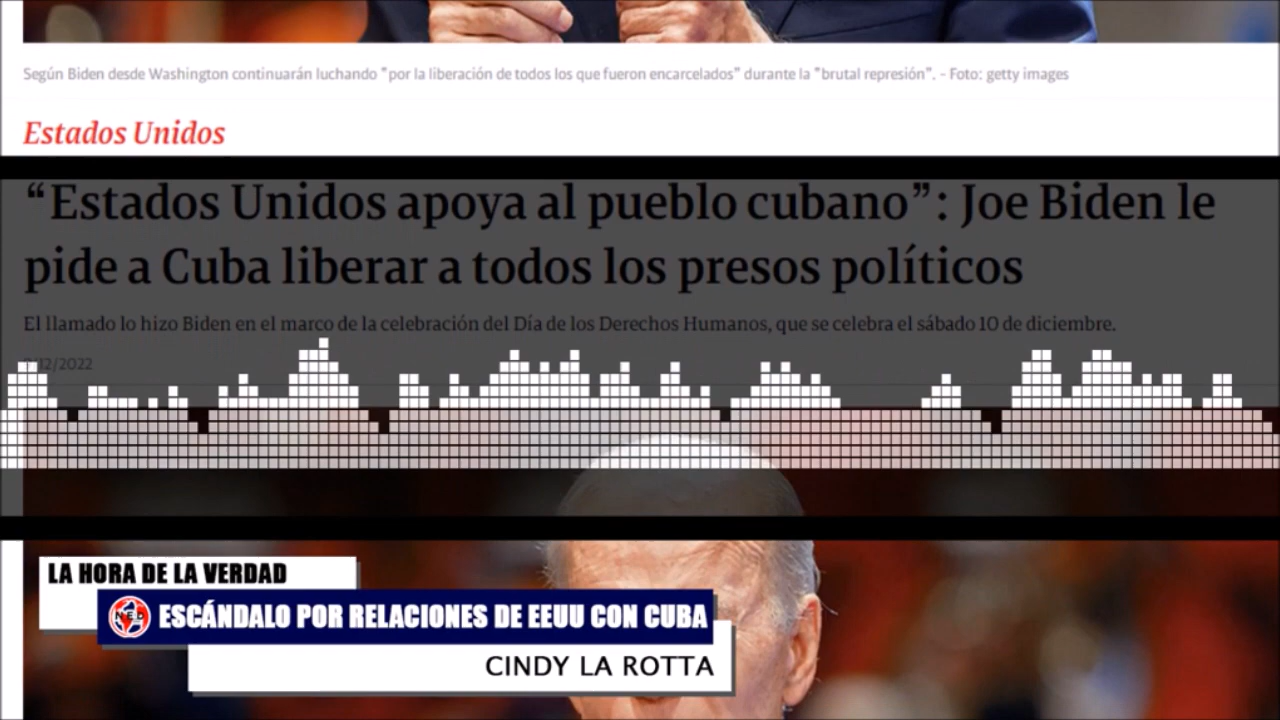 Según Biden desde Washington continuarán luchando "por la liberación de todos los que fueron encarcelados" durante la "brutal represión". - Foto: getty images
Estados Unidos
“Estados Unidos apoya al pueblo cubano”: Joe Biden le
pide a Cuba liberar a todos los presos políticos
El llamado lo hizo Biden en el marco de la celebración del Día de los Derechos Humanos, que se celebra el sábado 10 de diciembre.
/12/2022
LA HORA DE LA VERDAD
ESCÁNDALO POR RELACIONES DE EEUU CON CUBA
CINDY LA ROTTA